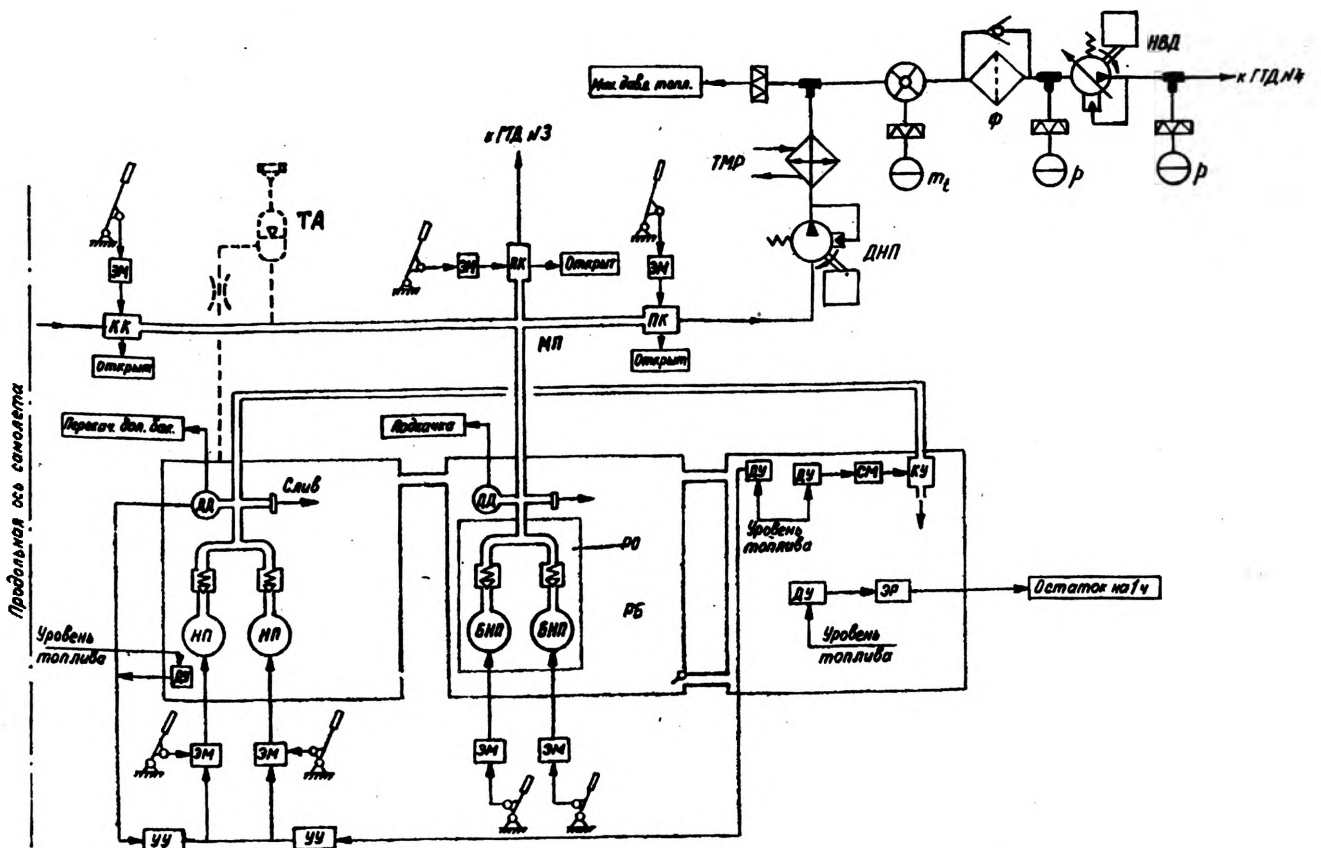 НВД
Мин. давл. топл.
к ГТД №4
Ф
к ГТД №3
ТМР
m_t
р
р
ТА
ЭМ
ЭМ
ПК
Открыт
ЭМ
ДНП
КК
ПК
МП
Открыт
Открыт
Продольная ось самолета
Перекач. доп. бак.
Подкачка
ДУ
ДУ
СМ
КУ
ДД
Слив
ДД
Уровень
топлива
РО
ДУ
ЭР
Остаток на 1 ч
НП
НП
БНП
БНП
РБ
Уровень
топлива
Уровень
топлива
ДУ
ЭМ
ЭМ
ЭМ
ЭМ
УУ
УУ